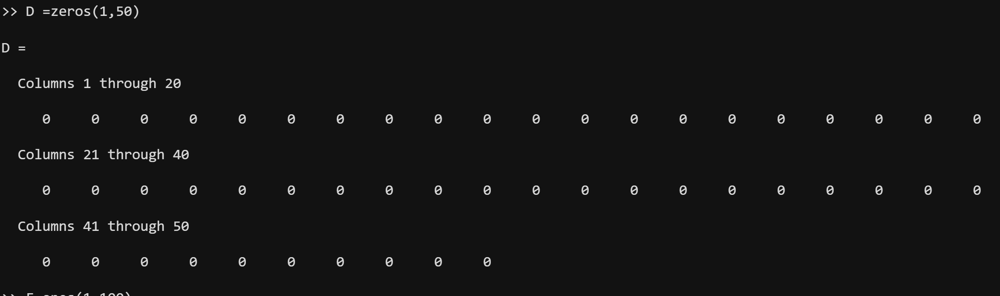 >> D =zeros(1,50)
D =
Columns 1 through 20
0 0 0 0 0 0 0 0 0 0 0 0 0 0 0 0 0 0 0 0
Columns 21 through 40
0 0 0 0 0 0 0 0 0 0 0 0 0 0 0 0 0 0 0 0
Columns 41 through 50
0 0 0 0 0 0 0 0 0 0
>>